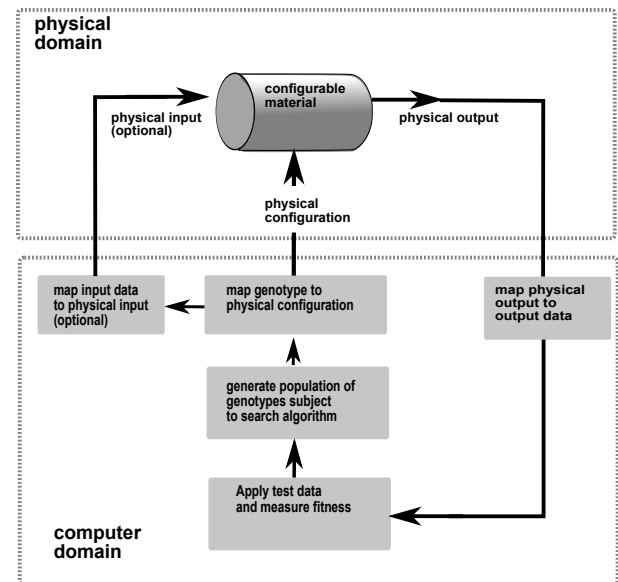 physical
domain
configurable
material
physical input
(optional)
physical output
physical
configuration
map input data
to physical input
(optional)
map genotype to
physical configuration
map physical
output to
output data
generate population of
genotypes subject
to search algorithm
Apply test data
and measure fitness
computer
domain